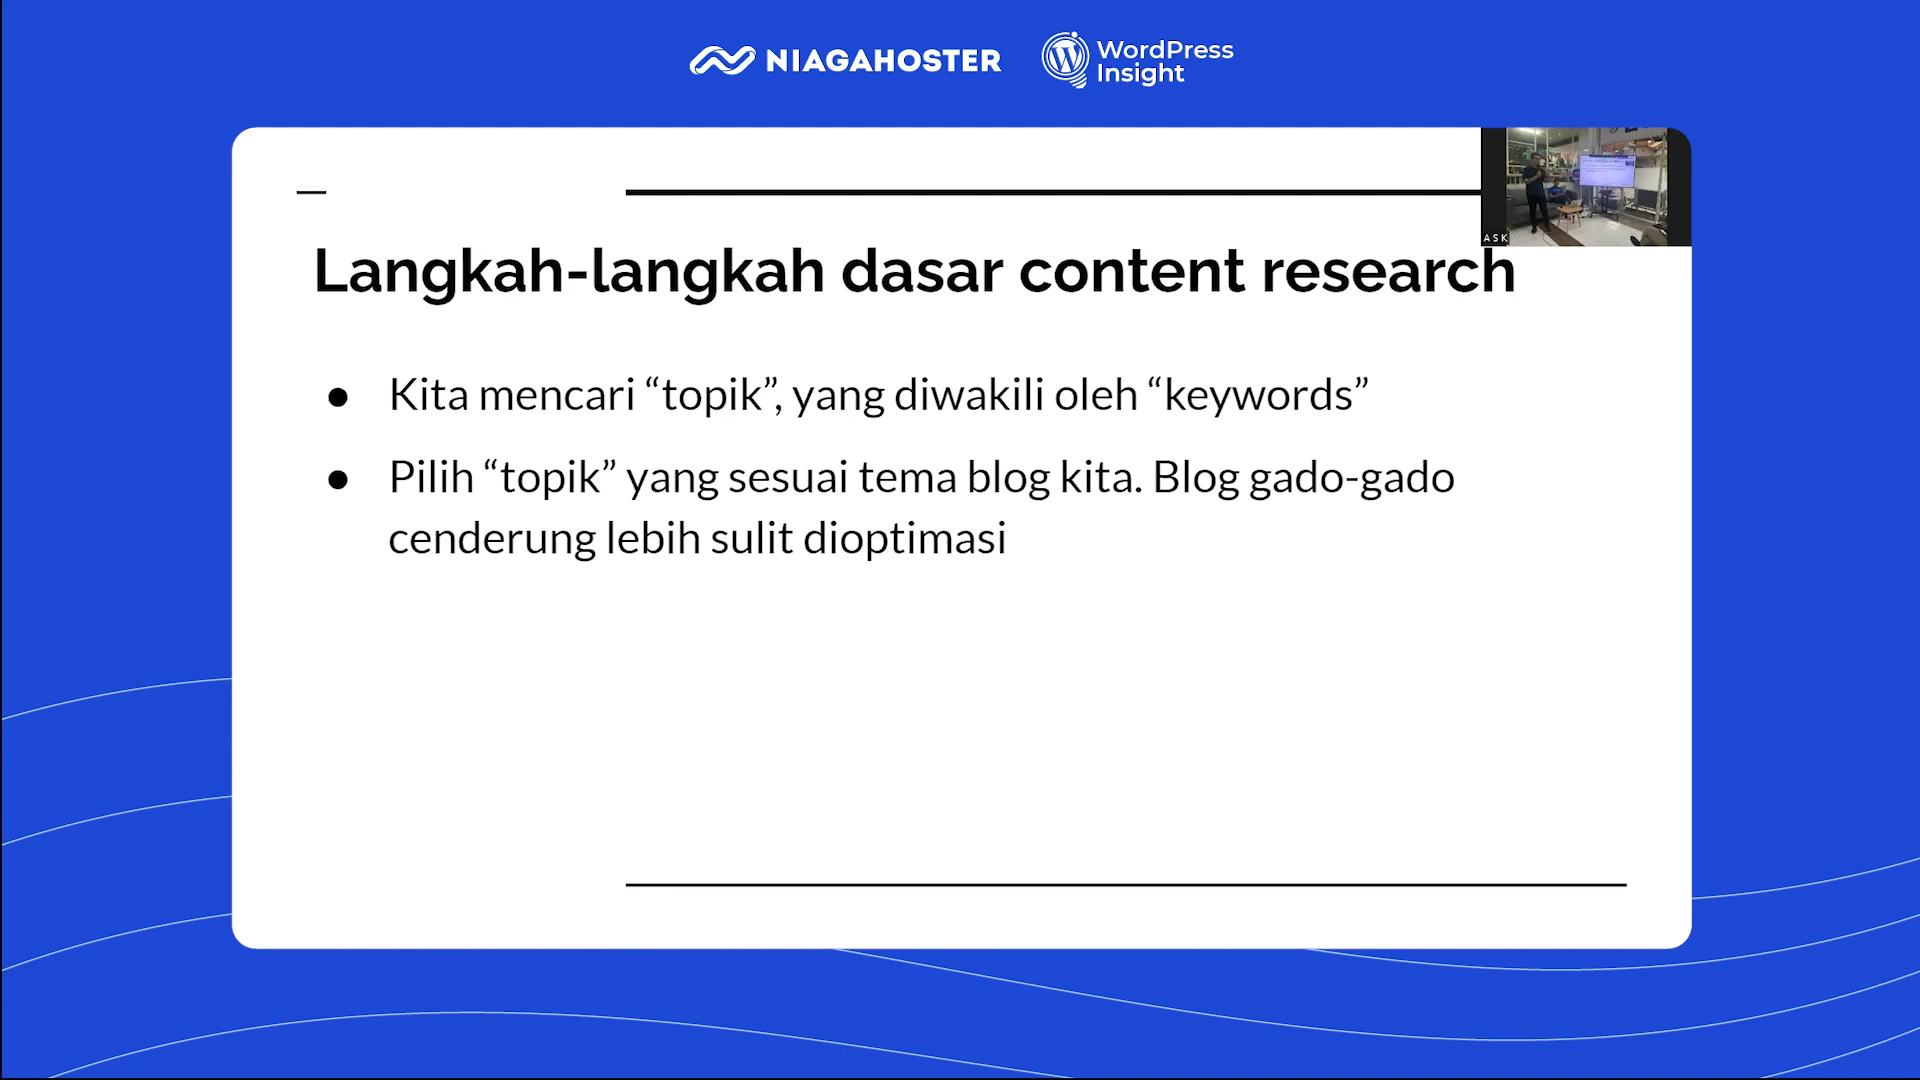 NIAGAHOSTER
WordPress
Insight
ASK
Langkah-langkah dasar content research
● Kita mencari “topik”, yang diwakili oleh “keywords”
● Pilih “topik” yang sesuai tema blog kita. Blog gado-gado
cenderung lebih sulit dioptimasi